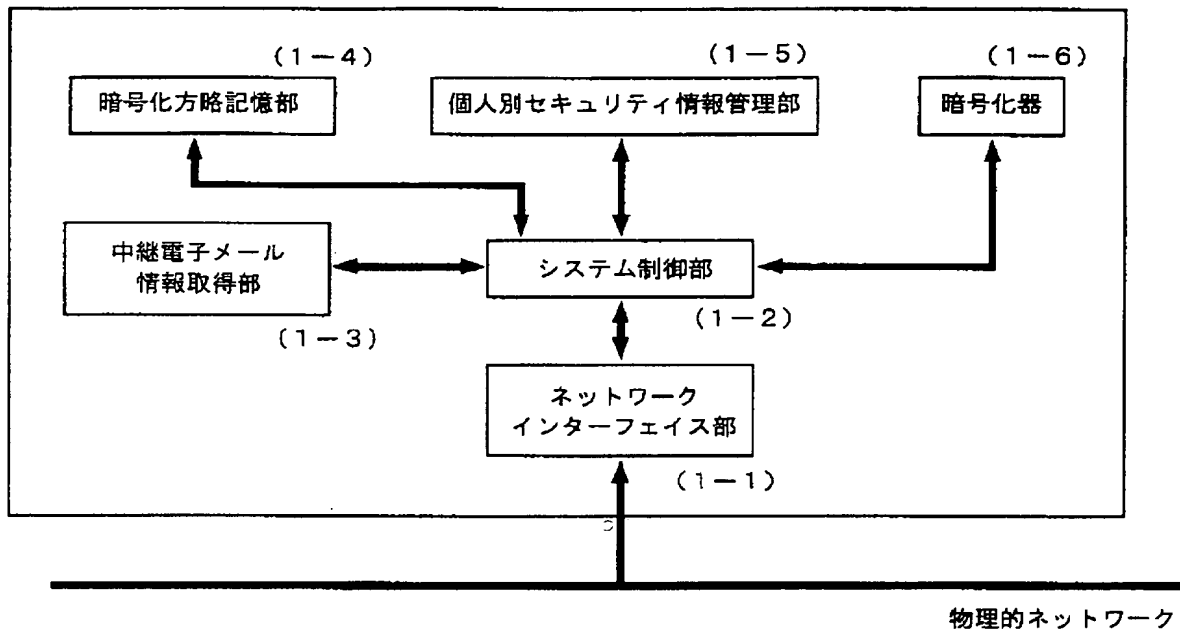 (1－4)
(1－5)
(1－6)
暗号化方略記憶部
個人別セキュリティ情報管理部
暗号化器
中継電子メール
情報取得部
(1－3)
システム制御部
(1－2)
ネットワーク
インターフェイス部
(1－1)
物理的ネットワーク